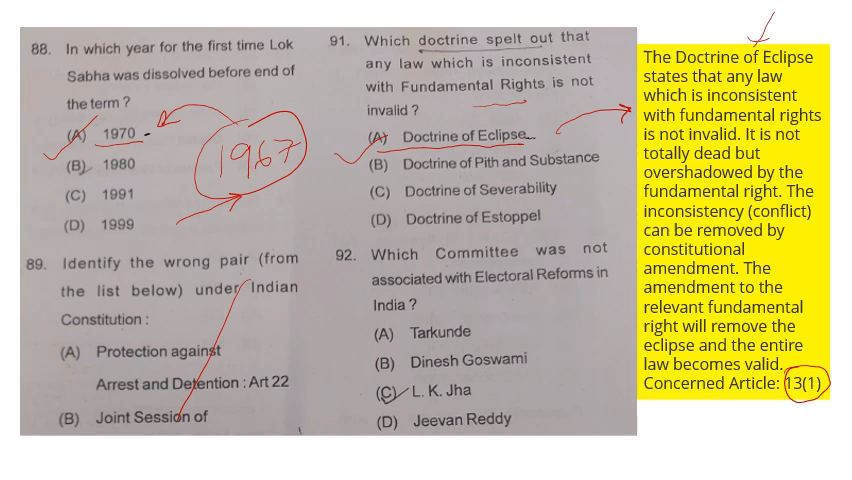 88. In which year for the first time Lok
Sabha was dissolved before end of
the term ?
(A) 1970
(B) 1980
(C) 1991
(D) 1999
1967
89. Identify the wrong pair (from
the list below) under Indian
Constitution :
(A) Protection against
Arrest and Detention : Art 22
(B) Joint Session of
91. Which doctrine spelt out that
any law which is inconsistent
with Fundamental Rights is not
invalid ?
(A) Doctrine of Eclipse
(B) Doctrine of Pith and Substance
(C) Doctrine of Severability
(D) Doctrine of Estoppel
92. Which Committee was not
associated with Electoral Reforms in
India ?
(A) Tarkunde
(B) Dinesh Goswami
(C) L. K. Jha
(D) Jeevan Reddy
The Doctrine of Eclipse
states that any law
which is inconsistent
with fundamental rights
is not invalid. It is not
totally dead but
overshadowed by the
fundamental right. The
inconsistency (conflict)
can be removed by
constitutional
amendment. The
amendment to the
relevant fundamental
right will remove the
eclipse and the entire
law becomes valid.
Concerned Article: 13(1)